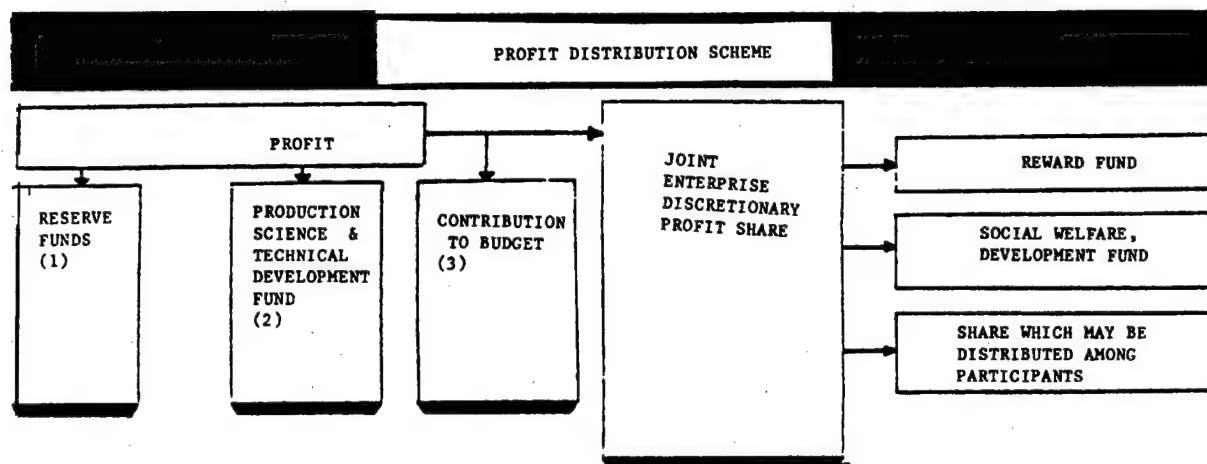 PROFIT DISTRIBUTION SCHEME
PROFIT
RESERVE
FUNDS
(1)
PRODUCTION
SCIENCE &
TECHNICAL
DEVELOPMENT
FUND
(2)
CONTRIBUTION
TO BUDGET
(3)
JOINT
ENTERPRISE
DISCRETIONARY
PROFIT SHARE
REWARD FUND
SOCIAL WELFARE,
DEVELOPMENT FUND
SHARE WHICH MAY BE
DISTRIBUTED AMONG
PARTICIPANTS